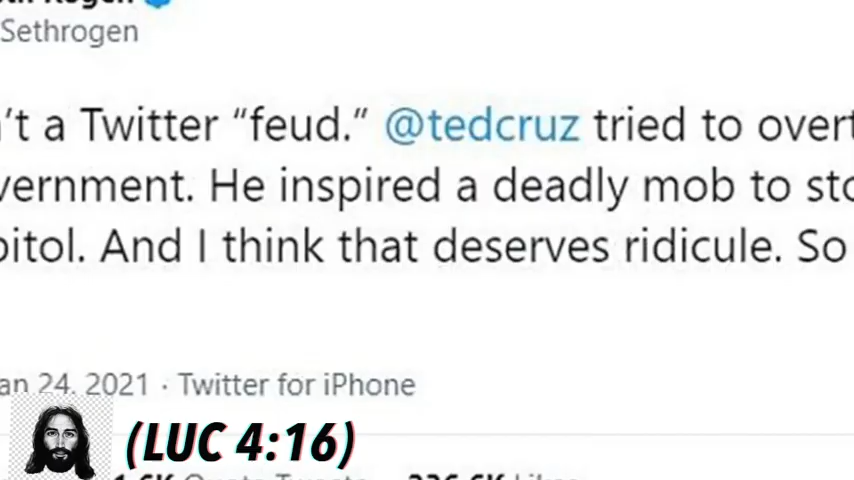 Sethrogen
't a Twitter “feud.” @tedcruz tried to overt
vernment. He inspired a deadly mob to sto
pitol. And I think that deserves ridicule. So
an 24, 2021 · Twitter for iPhone
(LUC 4:16)